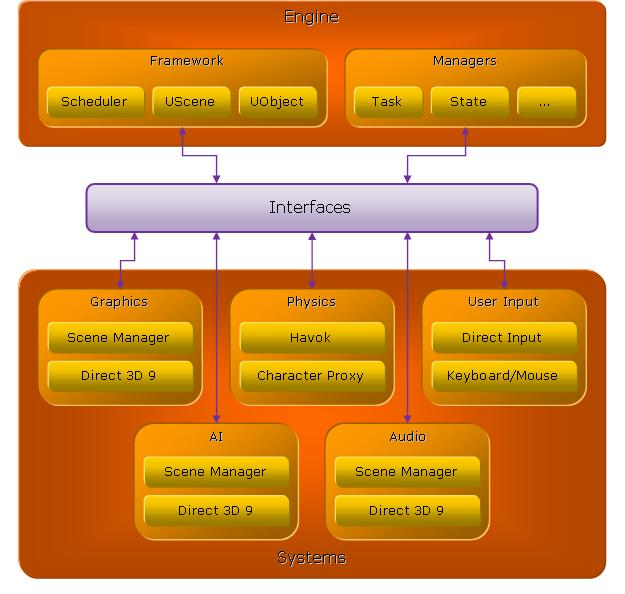 Engine
Framework
Managers
Scheduler
UScene
UObject
Task
State
...
Interfaces
Graphics
Physics
User Input
Scene Manager
Havok
Direct Input
Direct 3D 9
Character Proxy
Keyboard/Mouse
AI
Audio
Scene Manager
Scene Manager
Direct 3D 9
Direct 3D 9
Systems